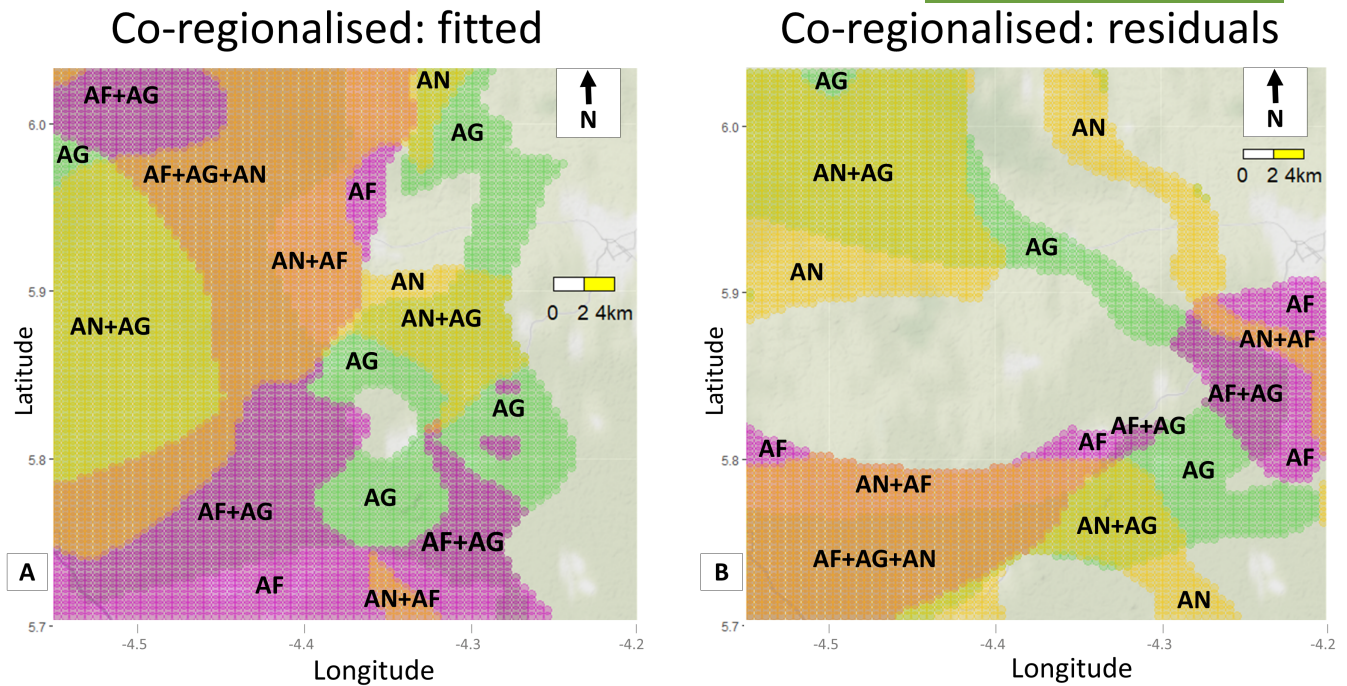 Co-regionalised: fitted
AF+AG
AN
AG
AG
AF+AG+AN
AF
AN+AF
AN
AN+AG
AN+AG
AG
AG
AG
AF+AG
AF+AG
AF
AN+AF
N
0 2 4km
6.0
5.9
5.8
5.7
Latitude
A
-4.5
-4.4
-4.3
-4.2
Longitude
Co-regionalised: residuals
AG
AN
AN+AG
AG
AN
AF
AN+AF
AF+AG
AF+AG
AF
AF
AF
AG
AN+AF
AN+AG
AF+AG+AN
AN
N
0 2 4km
6.0
5.9
5.8
5.7
Latitude
B
-4.5
-4.4
-4.3
-4.2
Longitude